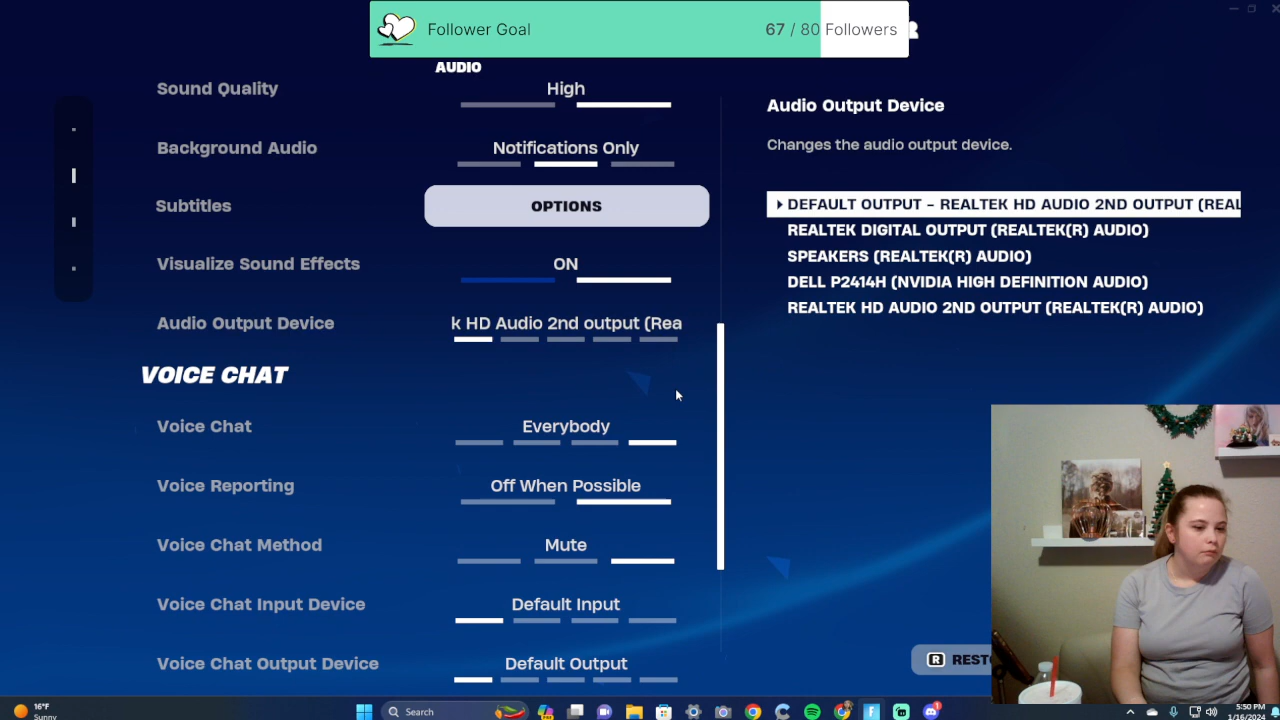 Follower Goal 67 / 80 Followers
AUDIO
Sound Quality High
Background Audio Notifications Only
Subtitles OPTIONS
Visualize Sound Effects ON
Audio Output Device k HD Audio 2nd output (Rea
VOICE CHAT
Voice Chat Everybody
Voice Reporting Off When Possible
Voice Chat Method Mute
Voice Chat Input Device Default Input
Voice Chat Output Device Default Output
Audio Output Device
Changes the audio output device.
DEFAULT OUTPUT - REALTEK HD AUDIO 2ND OUTPUT (REAL
REALTEK DIGITAL OUTPUT (REALTEK(R) AUDIO)
SPEAKERS (REALTEK(R) AUDIO)
DELL P2414H (NVIDIA HIGH DEFINITION AUDIO)
REALTEK HD AUDIO 2ND OUTPUT (REALTEK(R) AUDIO)
R REST
16°F
Sunny
Search
5:50 PM
1/16/2024